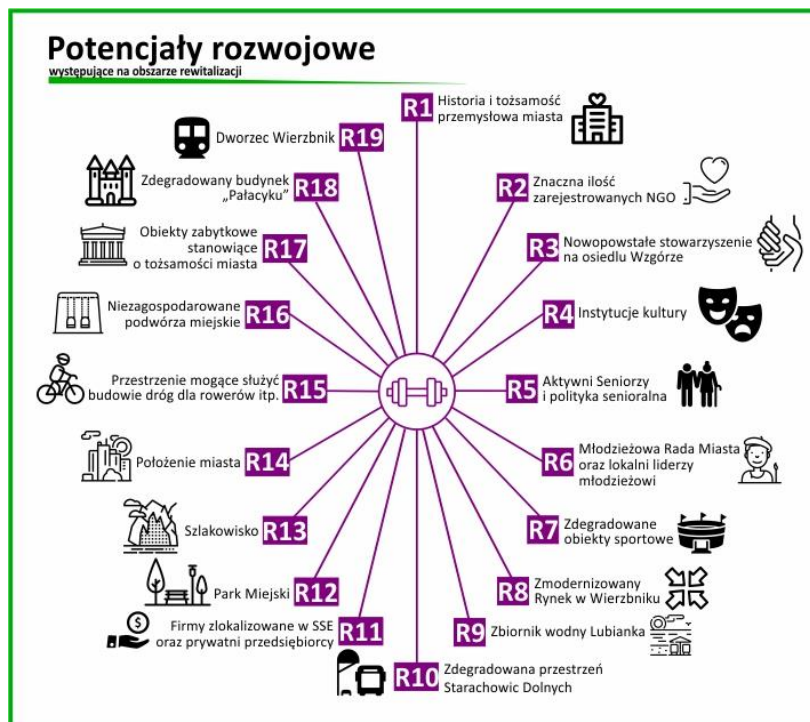 Potencjały rozwojowe
występujące na obszarze rewitalizacji
R1
Historia i tożsamość
przemysłowa miasta
R2
Znaczna ilość
zarejestrowanych NGO
R3
Nowopowstałe stowarzyszenie
na osiedlu Wzgórze
R4
Instytucje kultury
R5
Aktywni Seniorzy
i polityka senioralna
R6
Młodzieżowa Rada Miasta
oraz lokalni liderzy
młodzieżowi
R7
Zdegradowane
obiekty sportowe
R8
Zmodernizowany
Rynek w Wierzbniku
R9
Zbiornik wodny Lubianka
R10
Zdegradowana przestrzeń
Starachowic Dolnych
Firmy zlokalizowane w SSE
oraz prywatni przedsiębiorcy
R11
$
Park Miejski
R12
Szlakowisko
R13
Położenie miasta
R14
Przestrzenie mogące służyć
budowie dróg dla rowerów itp.
R15
Niezagospodarowane
podwórza miejskie
R16
Obiekty zabytkowe
stanowiące
o tożsamości miasta
R17
Zdegradowany budynek
„Pałacyku”
R18
Dworzec Wierzbnik
R19